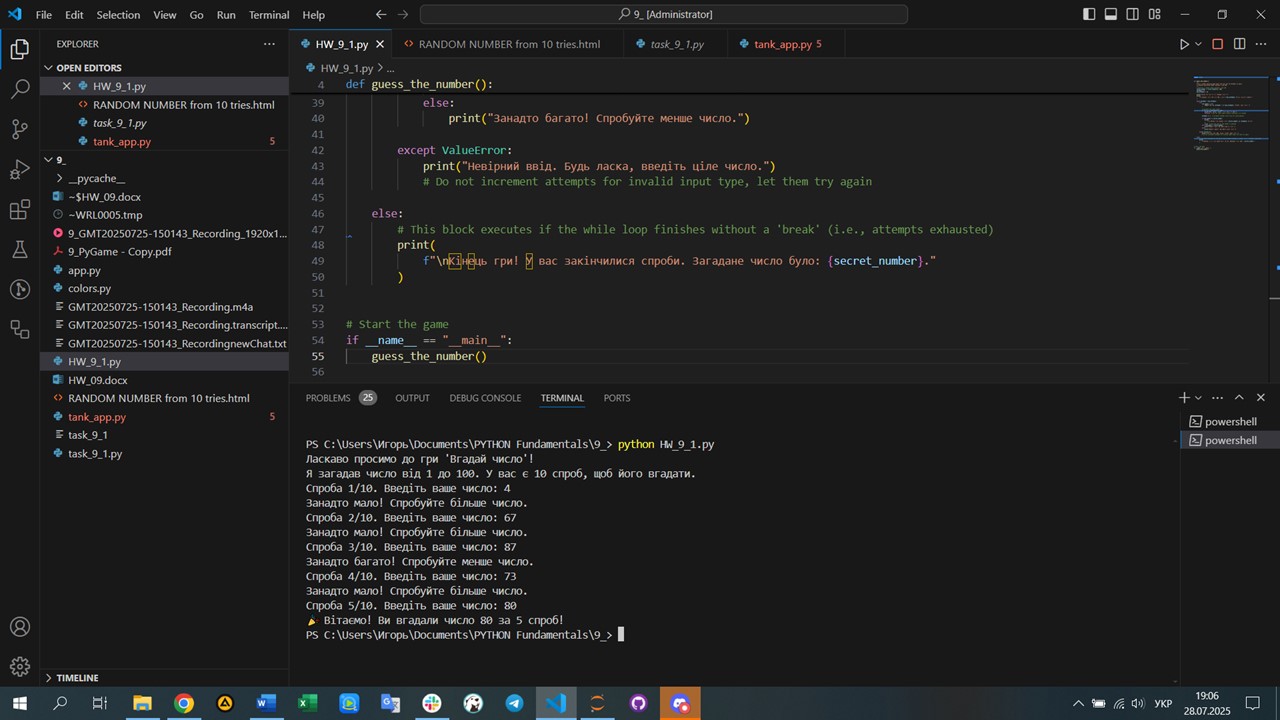 File Edit Selection View Go Run Terminal Help
9_ [Administrator]
EXPLORER
OPEN EDITORS
HW_9_1.py
RANDOM NUMBER from 10 tries.html
task_9_1.py
tank_app.py 5
9_
__pycache__
~$HW_09.docx
~WRL0005.tmp
9_GMT20250725-150143_Recording_1920x1...
9_PyGame - Copy.pdf
app.py
colors.py
GMT20250725-150143_Recording.m4a
GMT20250725-150143_Recording.transcript....
GMT20250725-150143_RecordingnewChat.txt
HW_9_1.py
HW_09.docx
RANDOM NUMBER from 10 tries.html
tank_app.py 5
task_9_1
task_9_1.py
TIMELINE
HW_9_1.py RANDOM NUMBER from 10 tries.html task_9_1.py tank_app.py 5
HW_9_1.py > ...
4 def guess_the_number():
39 else:
40 print("Занадто багато! Спробуйте менше число.")
41
42 except ValueError:
43 print("Невірний ввід. Будь ласка, введіть ціле число.")
44 # Do not increment attempts for invalid input type, let them try again
45
46 else:
47 # This block executes if the while loop finishes without a 'break' (i.e., attempts exhausted)
48 print(
49 f"\nКінець гри! У вас закінчилися спроби. Загадане число було: {secret_number}."
50 )
51
52
53 # Start the game
54 if __name__ == "__main__":
55 guess_the_number()
56
PROBLEMS 25 OUTPUT DEBUG CONSOLE TERMINAL PORTS
powershell
powershell
PS C:\Users\Игорь\Documents\PYTHON Fundamentals\9_> python HW_9_1.py
Ласкаво просимо до гри 'Вгадай число'!
Я загадав число від 1 до 100. У вас є 10 спроб, щоб його вгадати.
Спроба 1/10. Введіть ваше число: 4
Занадто мало! Спробуйте більше число.
Спроба 2/10. Введіть ваше число: 67
Занадто мало! Спробуйте більше число.
Спроба 3/10. Введіть ваше число: 87
Занадто багато! Спробуйте менше число.
Спроба 4/10. Введіть ваше число: 73
Занадто мало! Спробуйте більше число.
Спроба 5/10. Введіть ваше число: 80
🎉 Вітаємо! Ви вгадали число 80 за 5 спроб!
PS C:\Users\Игорь\Documents\PYTHON Fundamentals\9_>
УКР
19:06
28.07.2025